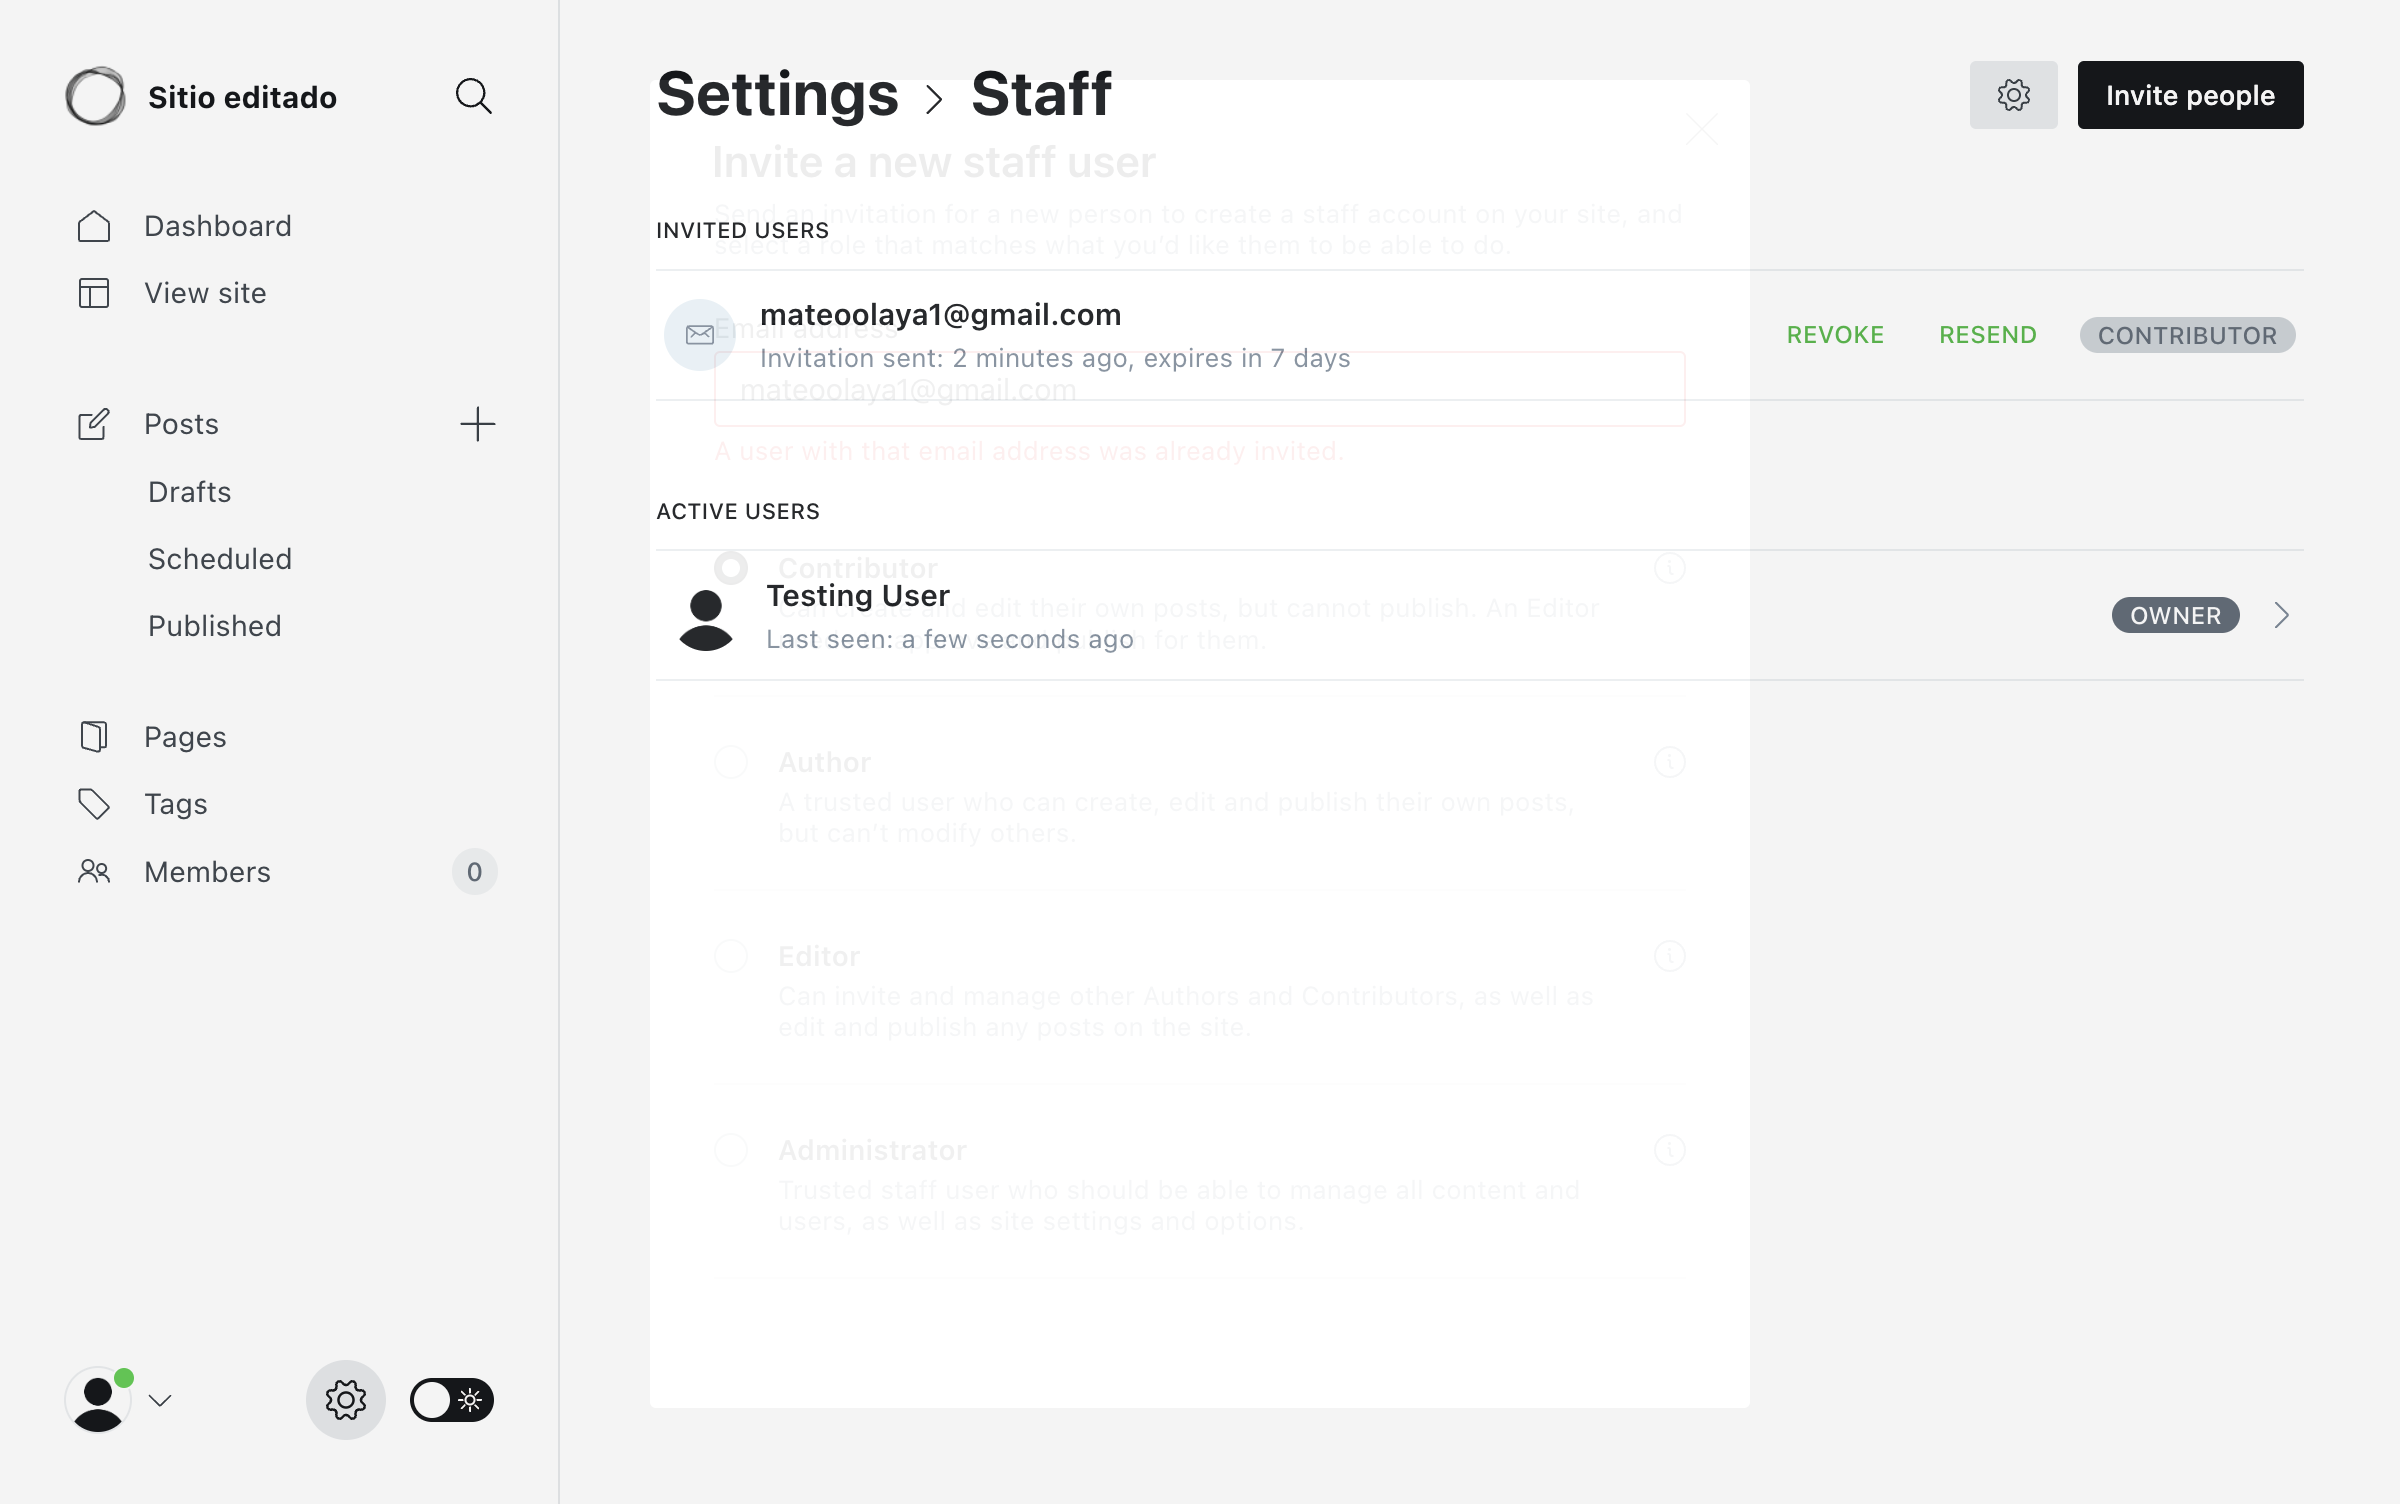 Sitio editado
Dashboard
View site
Posts
Drafts
Scheduled
Published
Pages
Tags
Members
0
Settings
Staff
Invite people
Invite a new staff user
Send an invitation for a new person to create a staff account on your site, and
select a role that matches what you'd like them to be able to do.
INVITED USERS
mateoolaya1@gmail.com
Invitation sent: 2 minutes ago, expires in 7 days
REVOKE
RESEND
CONTRIBUTOR
Email address
mateoolaya1@gmail.com
A user with that email address was already invited.
ACTIVE USERS
Testing User
Last seen: a few seconds ago
OWNER
Contributor
Can create and edit their own posts, but cannot publish. An Editor
publish for them.
Author
A trusted user who can create, edit and publish their own posts,
but can't modify others.
Editor
Can invite and manage other Authors and Contributors, as well as
edit and publish any posts on the site.
Administrator
Trusted staff user who should be able to manage all content and
users, as well as site settings and options.